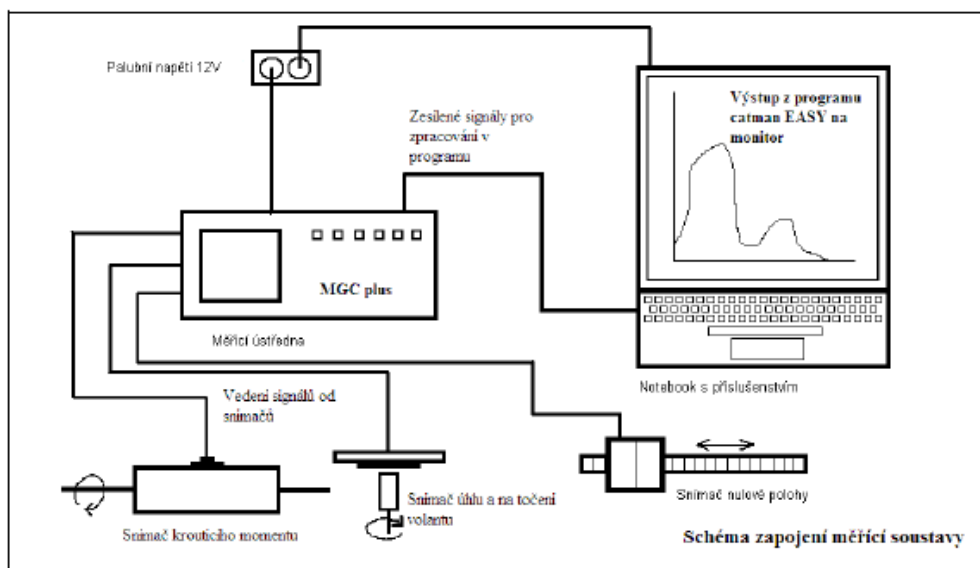 Palubní napětí 12V
Výstup z programu
catman EASY na
monitor
Zesílené signály pro
zpracování v
programu
MGC plus
Měřící ústředna
Notebook s příslušenstvím
Vedení signálů od
snímačů
Snímač úhlu a na točení
volantu
Snímač nulové polohy
Snímač krouticího momentu
Schéma zapojení měřící soustavy